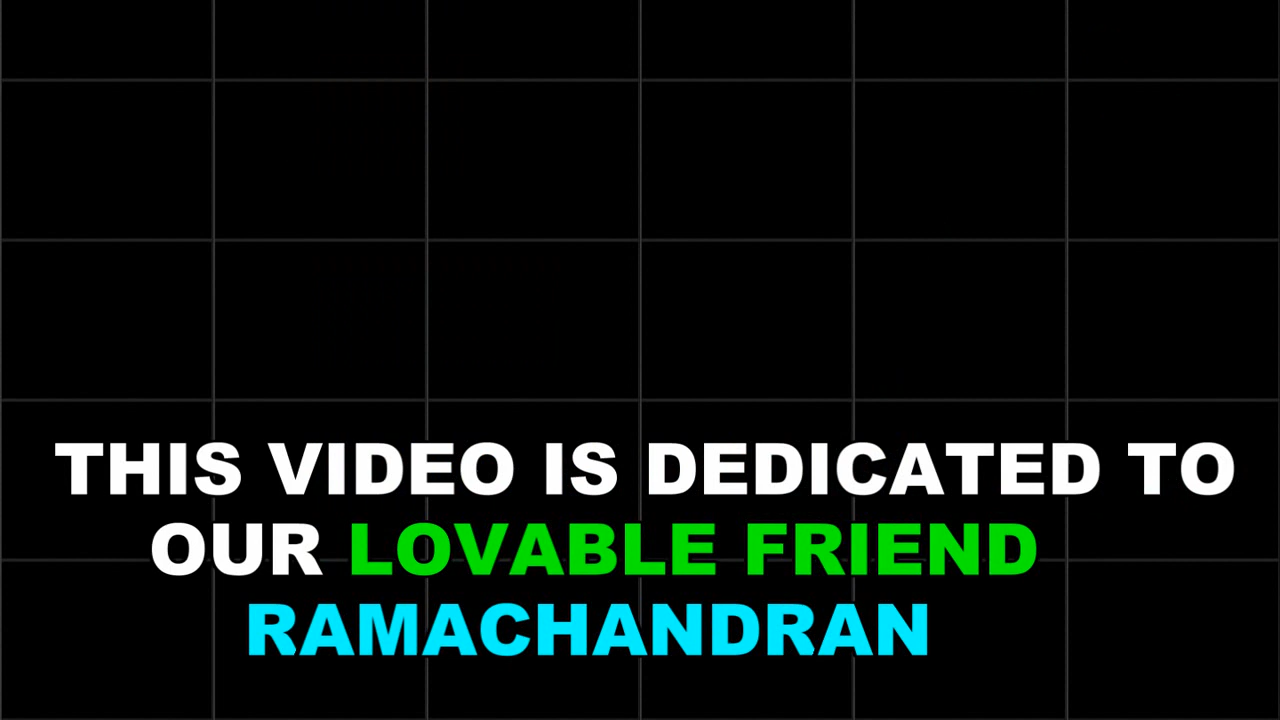 THIS VIDEO IS DEDICATED TO
OUR LOVABLE FRIEND
RAMACHANDRAN